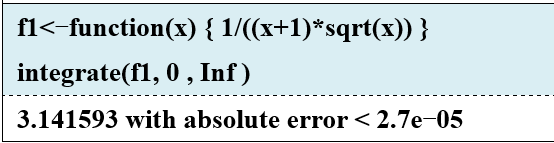 f1<−function(x) { 1/((x+1)*sqrt(x)) }
integrate(f1, 0 , Inf )
3.141593 with absolute error < 2.7e−05